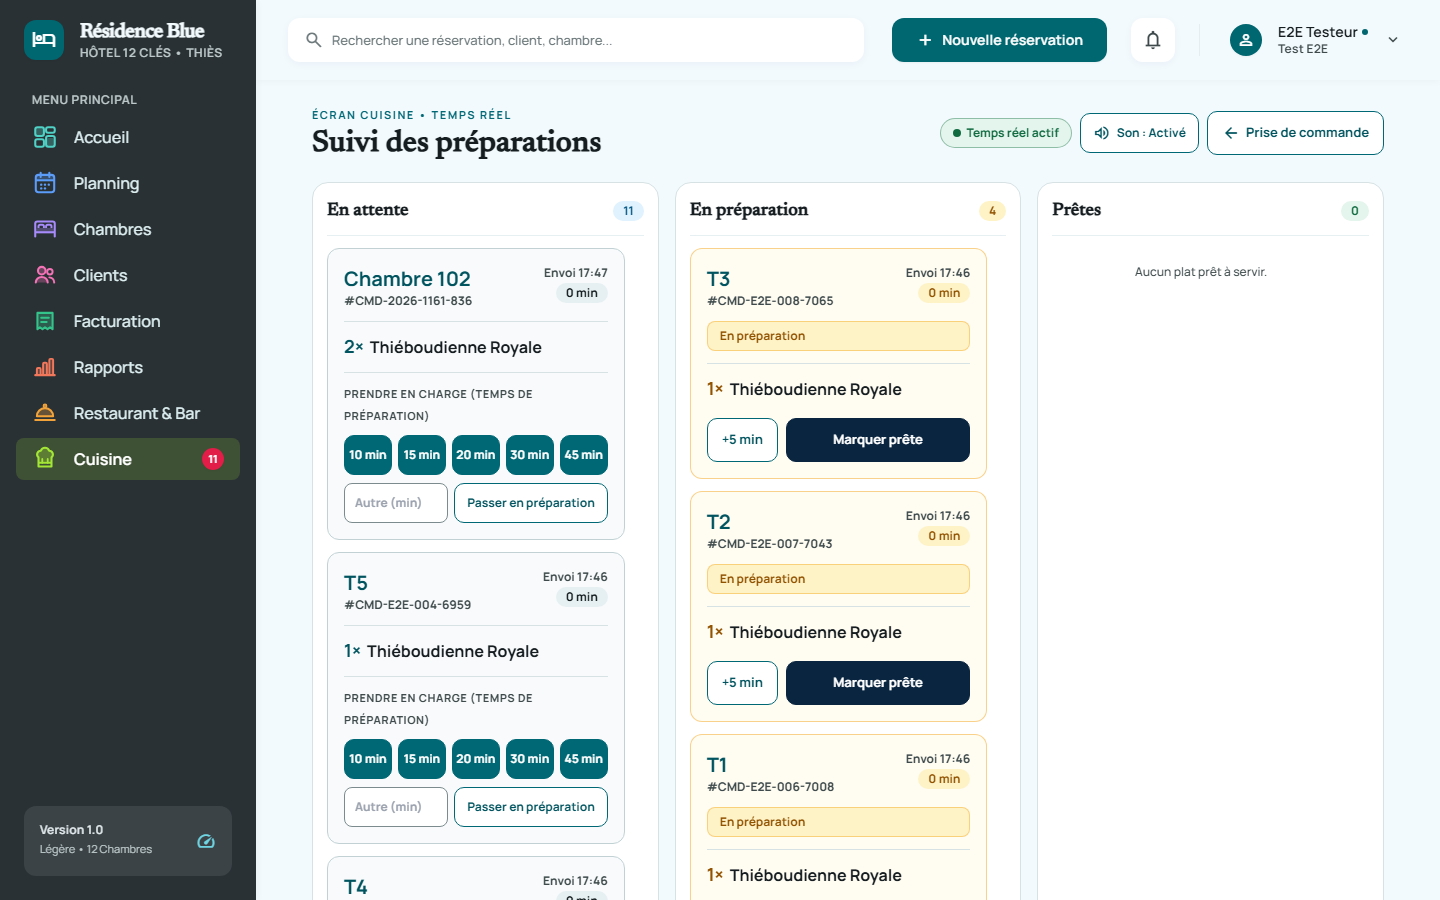 Résidence Blue
HÔTEL 12 CLÉS • THIÈS
MENU PRINCIPAL
Accueil
Planning
Chambres
Clients
Facturation
Rapports
Restaurant & Bar
Cuisine
11
Version 1.0
Légère • 12 Chambres
Rechercher une réservation, client, chambre...
+ Nouvelle réservation
E2E Testeur
Test E2E
ÉCRAN CUISINE • TEMPS RÉEL
Suivi des préparations
Temps réel actif
Son : Activé
Prise de commande
En attente
11
Chambre 102
Envoi 17:47
#CMD-2026-1161-836
0 min
2× Thiéboudienne Royale
PRENDRE EN CHARGE (TEMPS DE
PRÉPARATION)
10 min
15 min
20 min
30 min
45 min
Autre (min)
Passer en préparation
T5
Envoi 17:46
#CMD-E2E-004-6959
0 min
1× Thiéboudienne Royale
PRENDRE EN CHARGE (TEMPS DE
PRÉPARATION)
10 min
15 min
20 min
30 min
45 min
Autre (min)
Passer en préparation
T4
Envoi 17:46
0 min
En préparation
4
T3
Envoi 17:46
#CMD-E2E-008-7065
0 min
En préparation
1× Thiéboudienne Royale
+5 min
Marquer prête
T2
Envoi 17:46
#CMD-E2E-007-7043
0 min
En préparation
1× Thiéboudienne Royale
+5 min
Marquer prête
T1
Envoi 17:46
#CMD-E2E-006-7008
0 min
En préparation
1× Thiéboudienne Royale
Prêtes
0
Aucun plat prêt à servir.